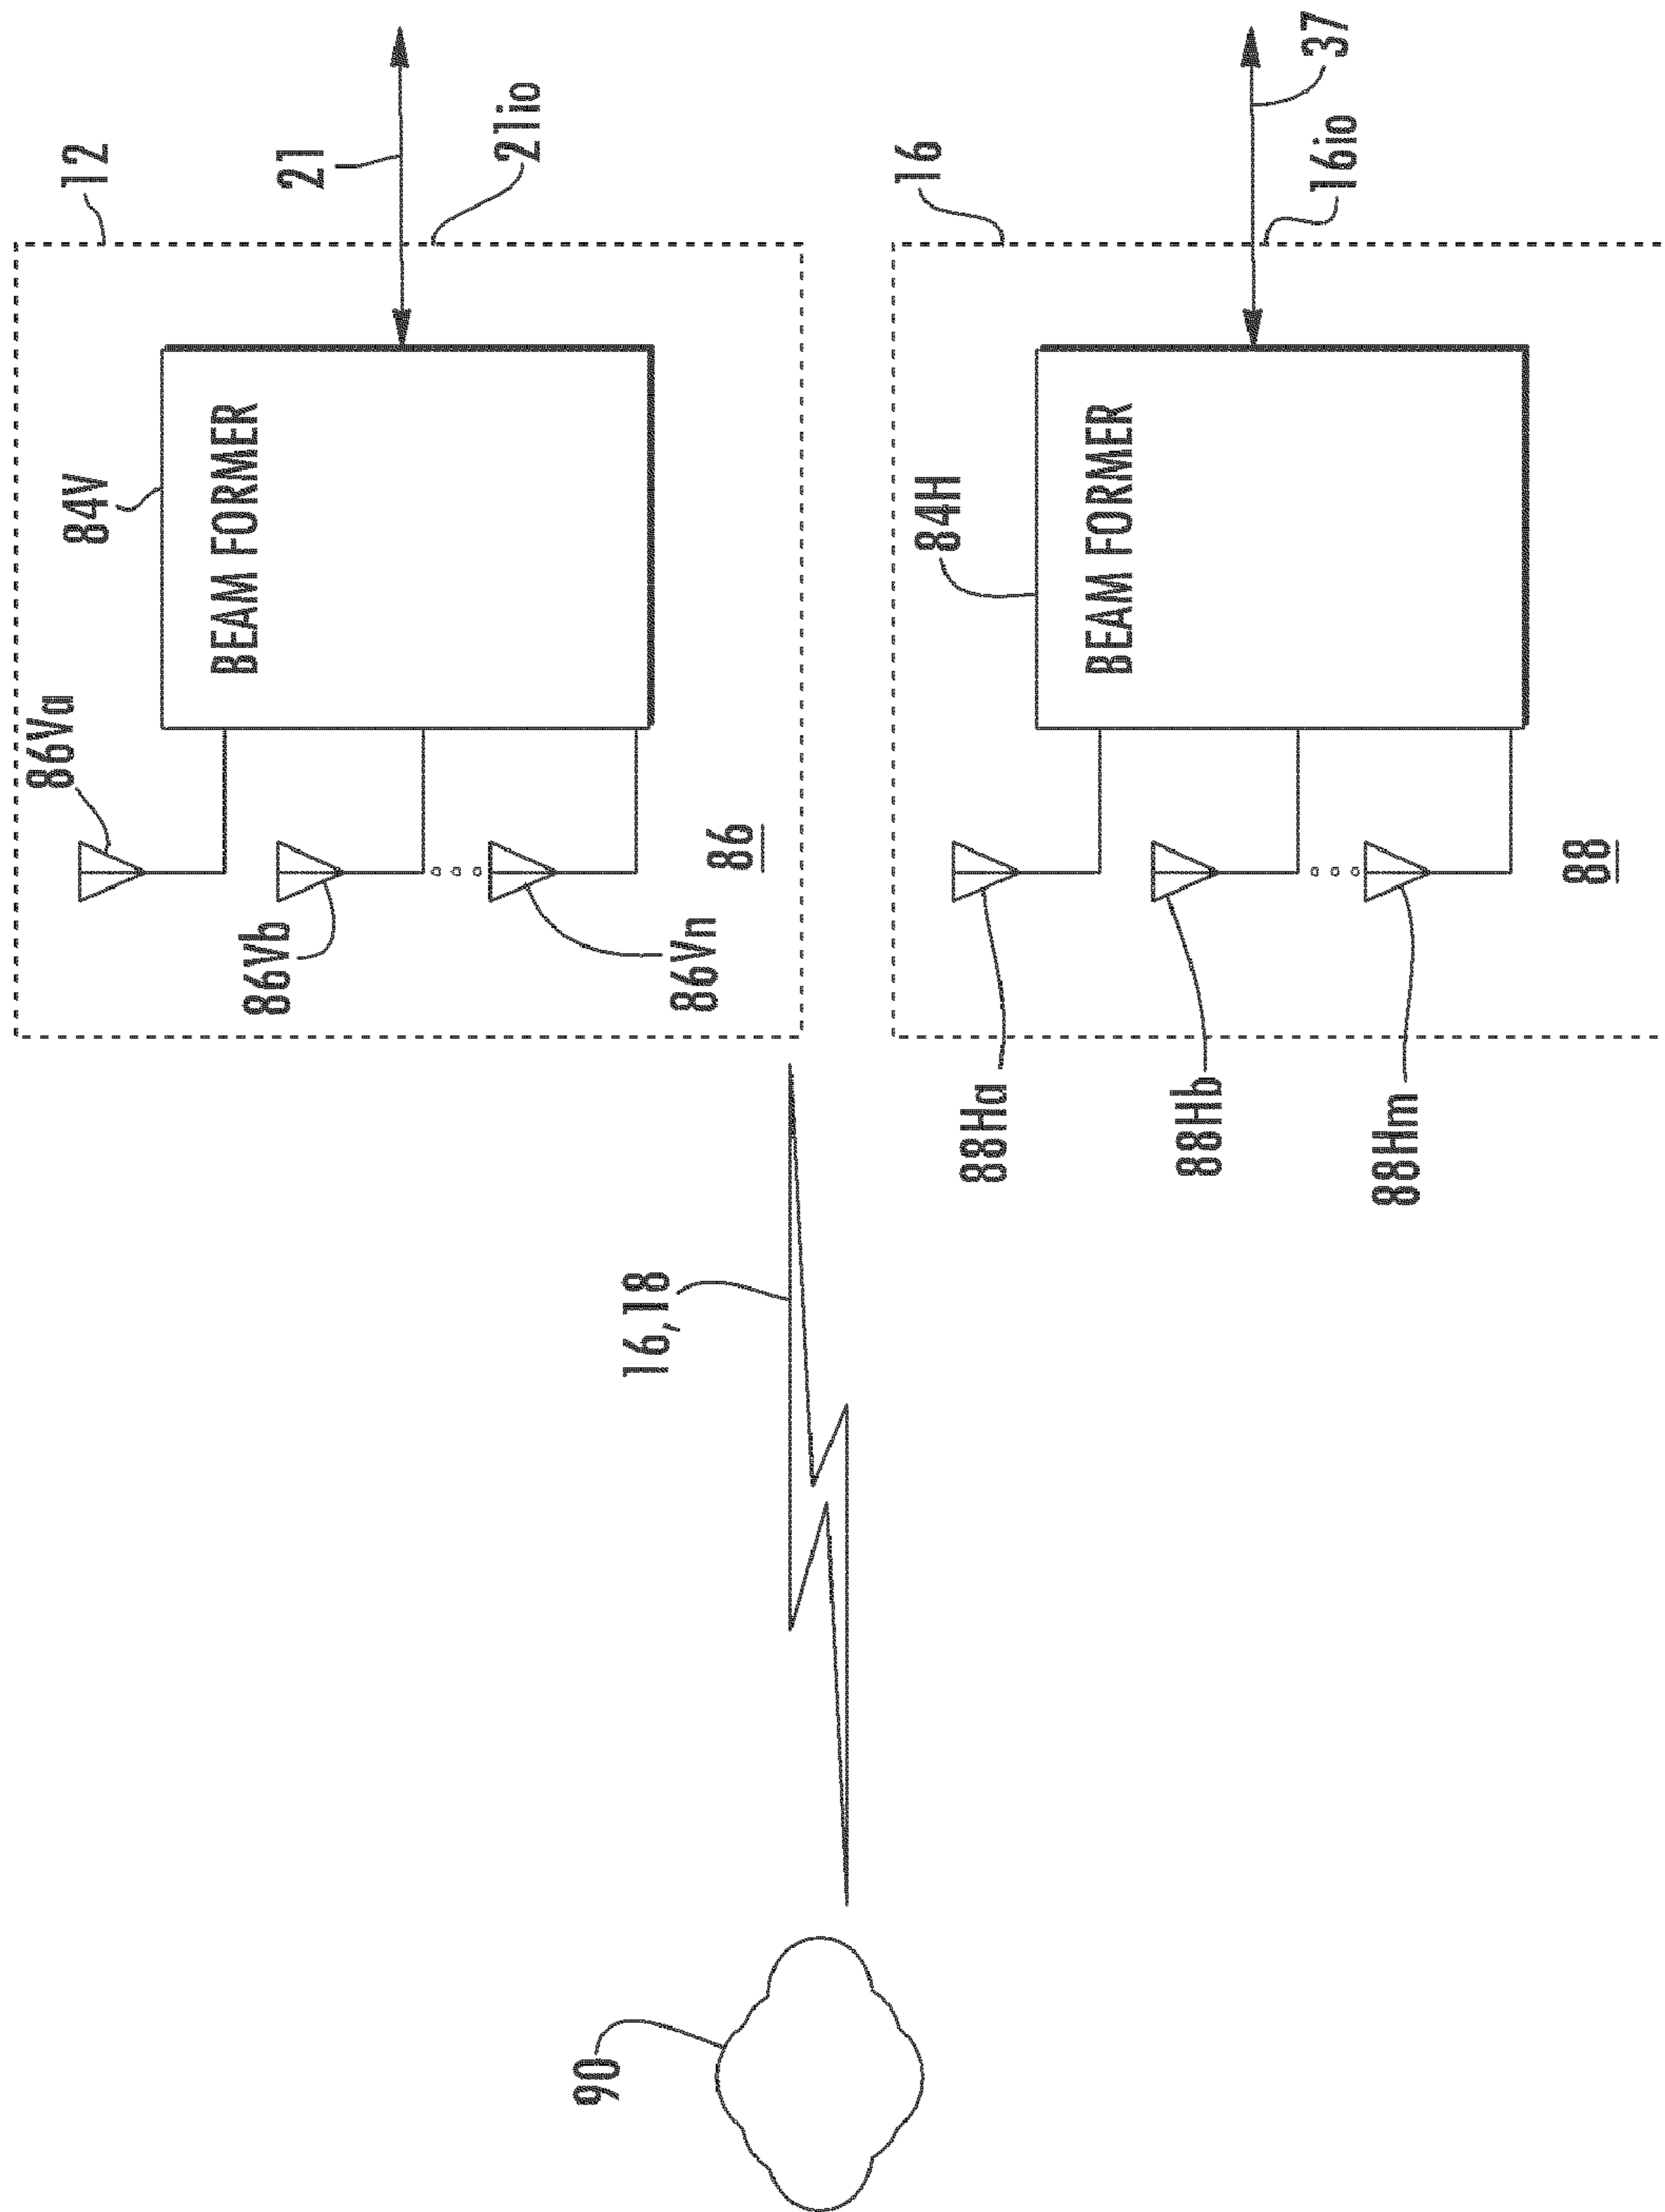 12
21
21io
84V
BEAM FORMER
86Va
86Vb
86Vn
86
16
37
16io
84H
BEAM FORMER
88Ha
88Hb
88Hm
88
16,18
90